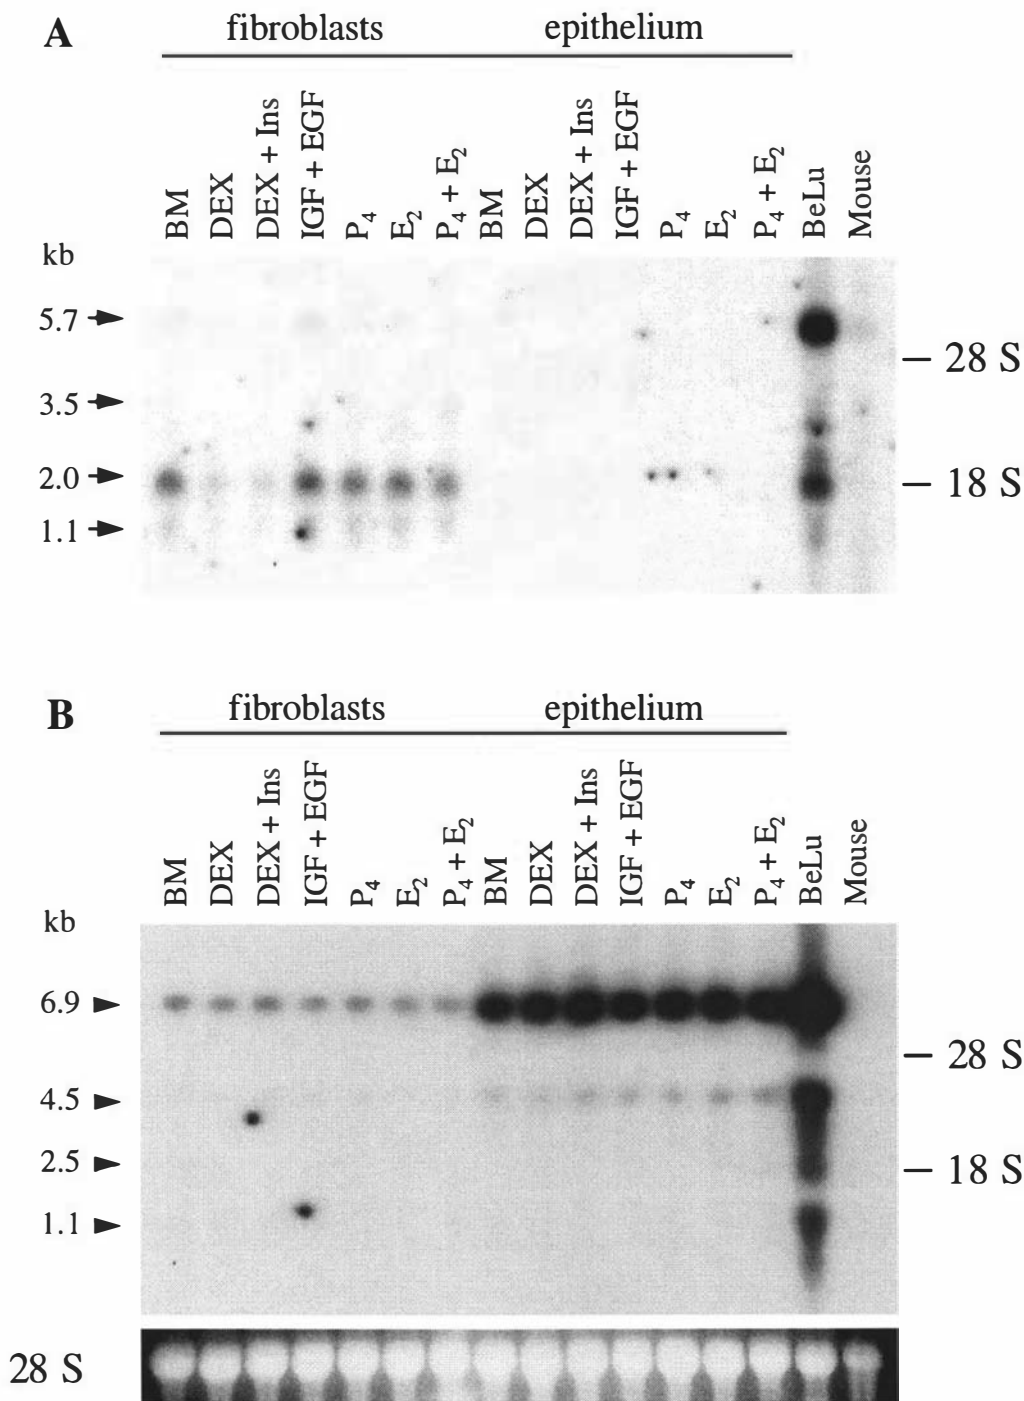 A
fibroblasts epithelium
BM DEX DEX + Ins IGF + EGF P4 E2 P4 + E2 BM DEX DEX + Ins IGF + EGF P4 E2 P4 + E2 BeLu Mouse
kb
5.7
28 S
3.5
2.0
18 S
1.1
B
fibroblasts epithelium
BM DEX DEX + Ins IGF + EGF P4 E2 P4 + E2 BM DEX DEX + Ins IGF + EGF P4 E2 P4 + E2 BeLu Mouse
kb
6.9
28 S
4.5
2.5
18 S
1.1
28 S